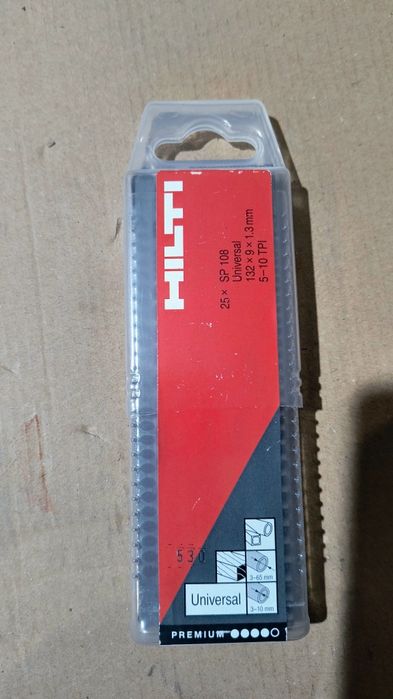 HILTI
25 x SP 108
Universal
132 x 9 x 1.3 mm
5-10 TPI
530
3-65 mm
Universal
3-10 mm
PREMIUM